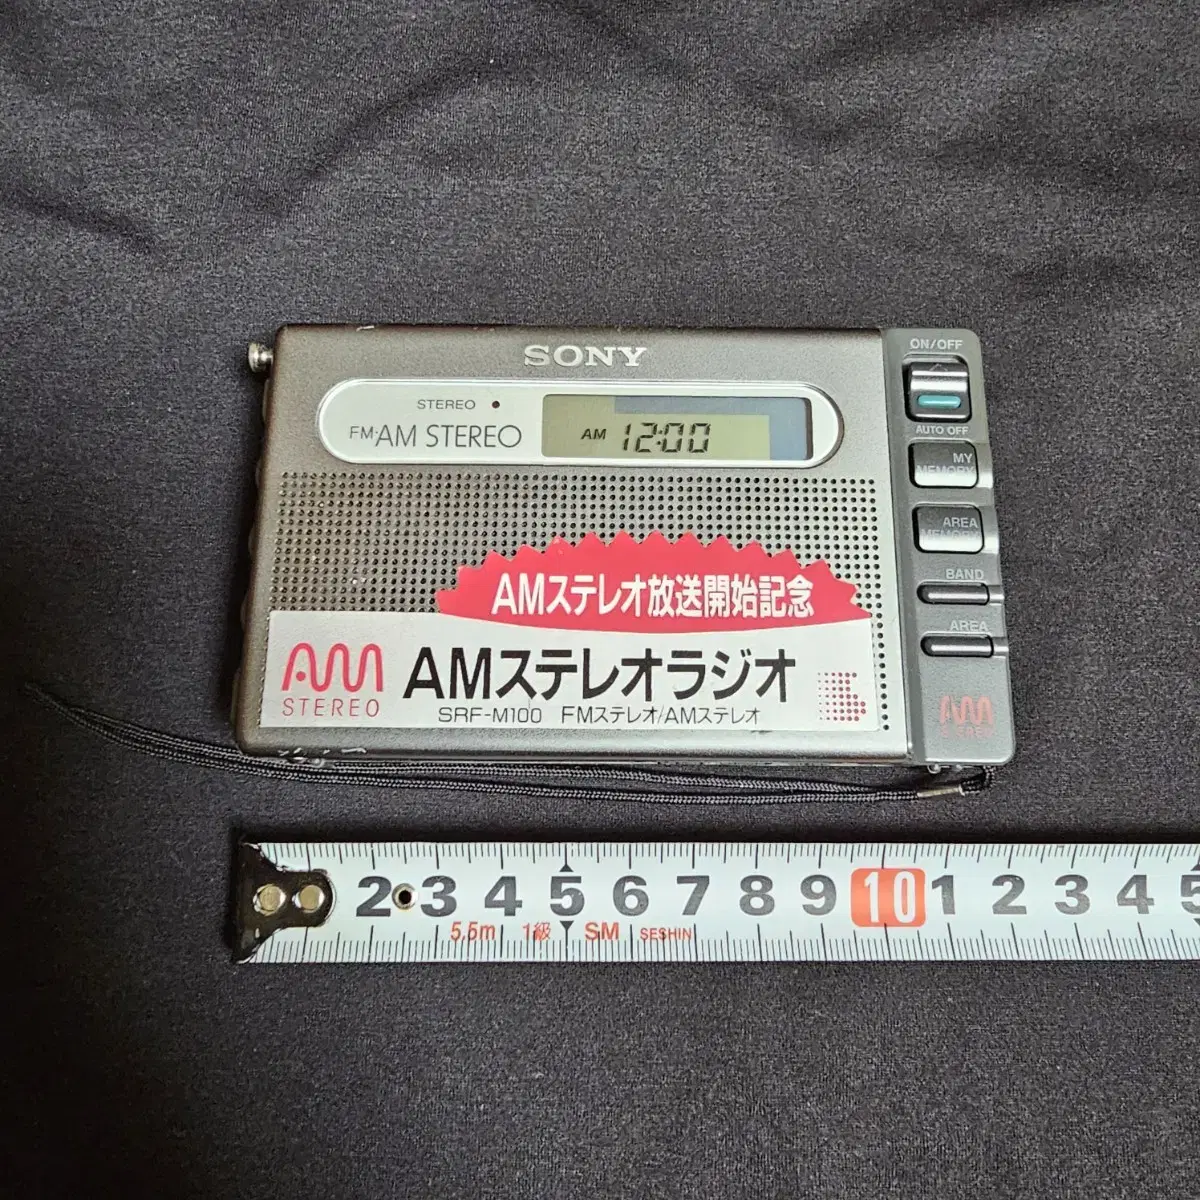 SONY
ON/OFF
STEREO
FM·AM STEREO
AM 12:00
AUTO OFF
MY
MEMORY
AREA
MEMORY
BAND
AREA
AMステレオ放送開始記念
AM
STEREO
AMステレオラジオ
SRF-M100 FMステレオ/AMステレオ
AM
STEREO
2 3 4 5 6 7 8 9 10 1 2 3 4 5
5.5m 1級 SM SESHIN